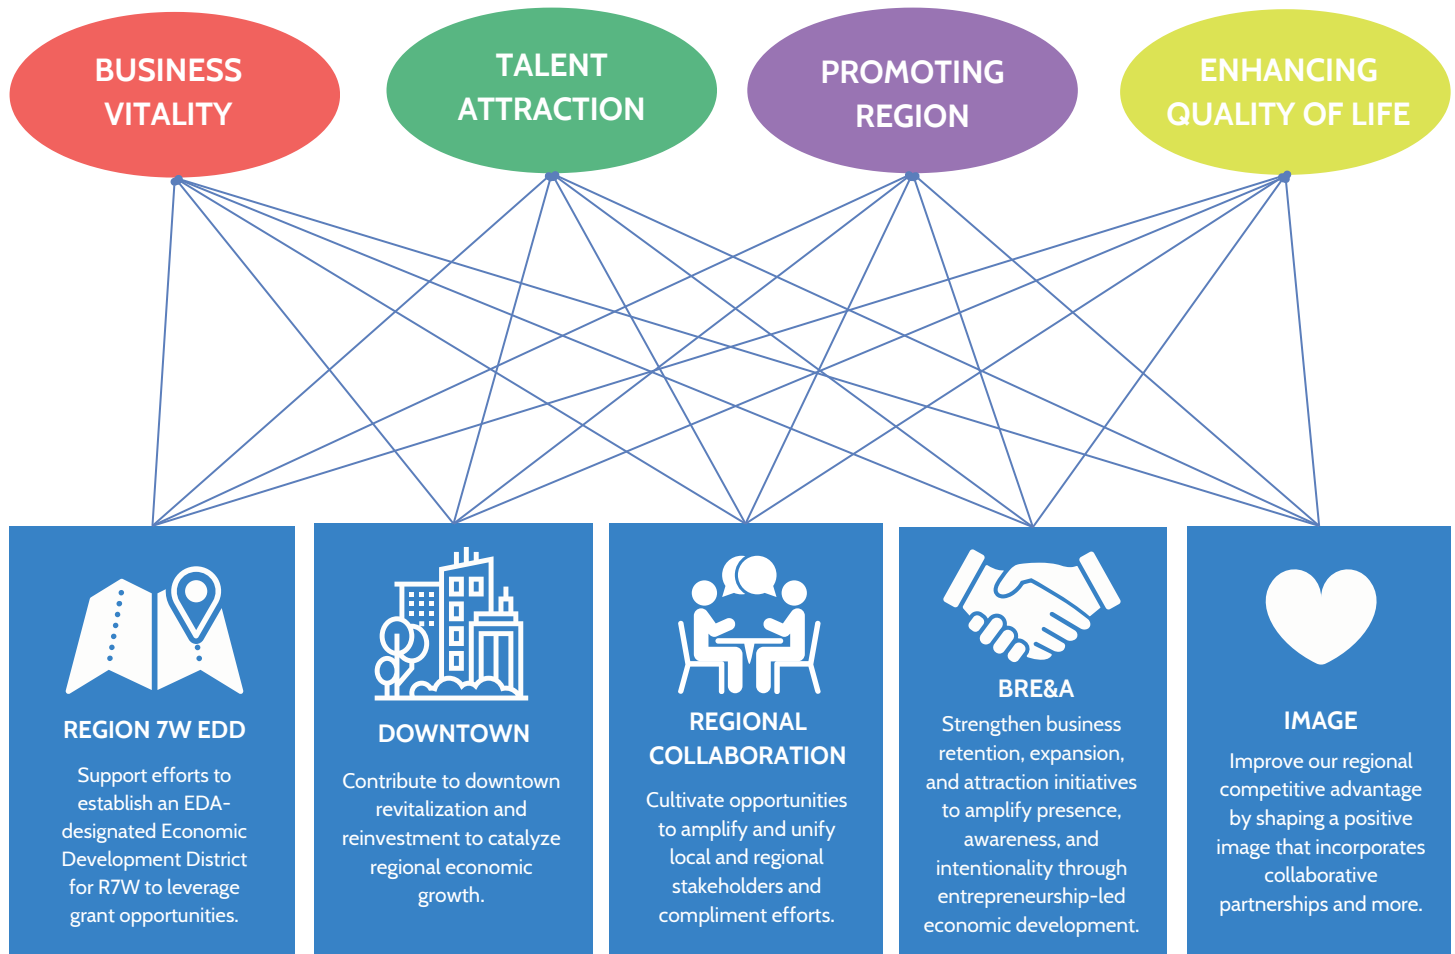 BUSINESS
VITALITY
TALENT
ATTRACTION
PROMOTING
REGION
ENHANCING
QUALITY OF LIFE
REGION 7W EDD
Support efforts to
establish an EDA-
designated Economic
Development District
for R7W to leverage
grant opportunities.
DOWNTOWN
Contribute to downtown
revitalization and
reinvestment to catalyze
regional economic
growth.
REGIONAL
COLLABORATION
Cultivate opportunities
to amplify and unify
local and regional
stakeholders and
compliment efforts.
BRE&A
Strengthen business
retention, expansion,
and attraction initiatives
to amplify presence,
awareness, and
intentionality through
entrepreneurship-led
economic development.
IMAGE
Improve our regional
competitive advantage
by shaping a positive
image that incorporates
collaborative
partnerships and more.